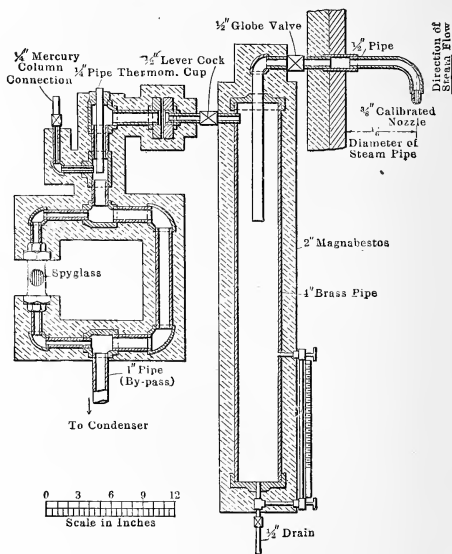 ½" Globe Valve
½" Pipe
Direction of
Steam Flow
¼" Mercury
Column
Connection
½" Lever Cock
¼" Pipe Thermom. Cup
Calibrated
Nozzle
Diameter of
Steam Pipe
2" Magnabestos
Spyglass
4" Brass Pipe
1" Pipe
(By-pass)
To Condenser
0 3 6 9 12
Scale in Inches
½" Drain